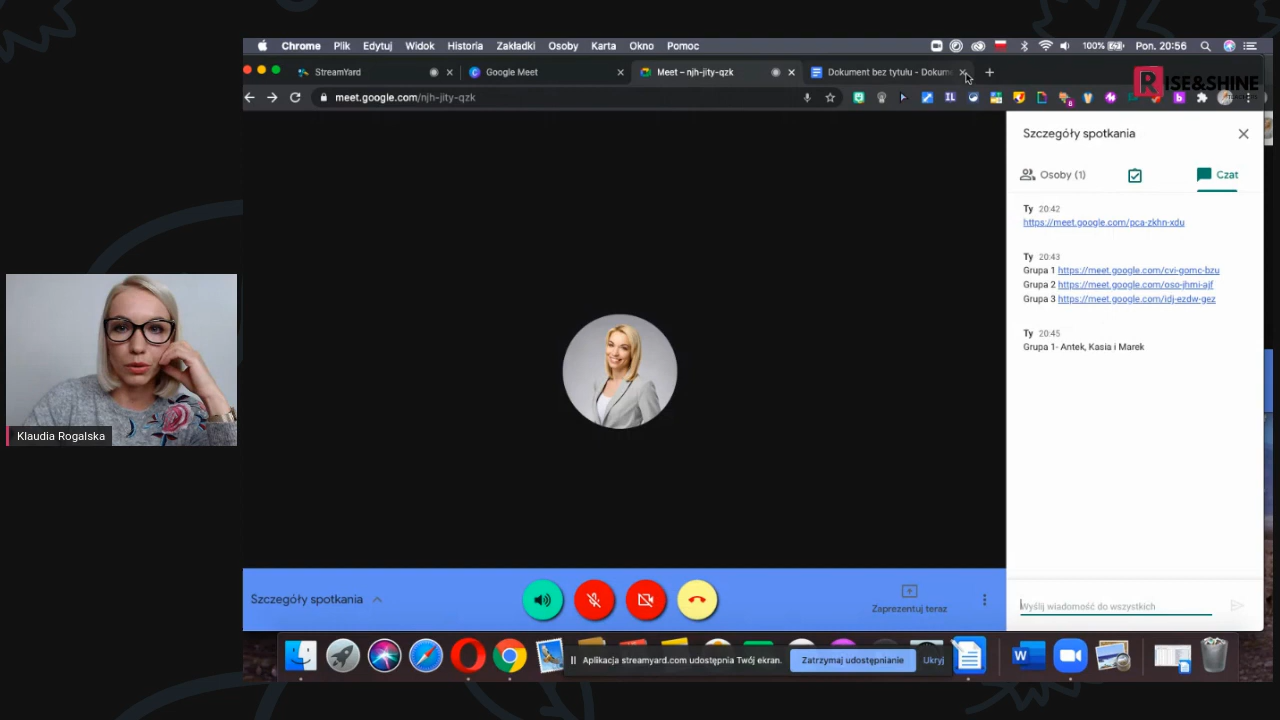 Chrome Plik Edytuj Widok Historia Zakładki Osoby Karta Okno Pomoc
100% Pon. 20:56
StreamYard
Google Meet
Meet – njh-jity-qzk
Dokument bez tytułu - Dokum
meet.google.com/njh-jity-qzk
RISE&SHINE
Szczegóły spotkania
Osoby (1)
Czat
Ty 20:42
https://meet.google.com/pca-zkhn-xdu
Ty 20:43
Grupa 1 https://meet.google.com/cvi-gomc-bzu
Grupa 2 https://meet.google.com/oso-jhmi-ajf
Grupa 3 https://meet.google.com/idj-ezdw-gez
Ty 20:45
Grupa 1- Antek, Kasia i Marek
Klaudia Rogalska
Szczegóły spotkania
Zaprezentuj teraz
Wyślij wiadomość do wszystkich
Aplikacja streamyard.com udostępnia Twój ekran.
Zatrzymaj udostępnianie
Ukryj